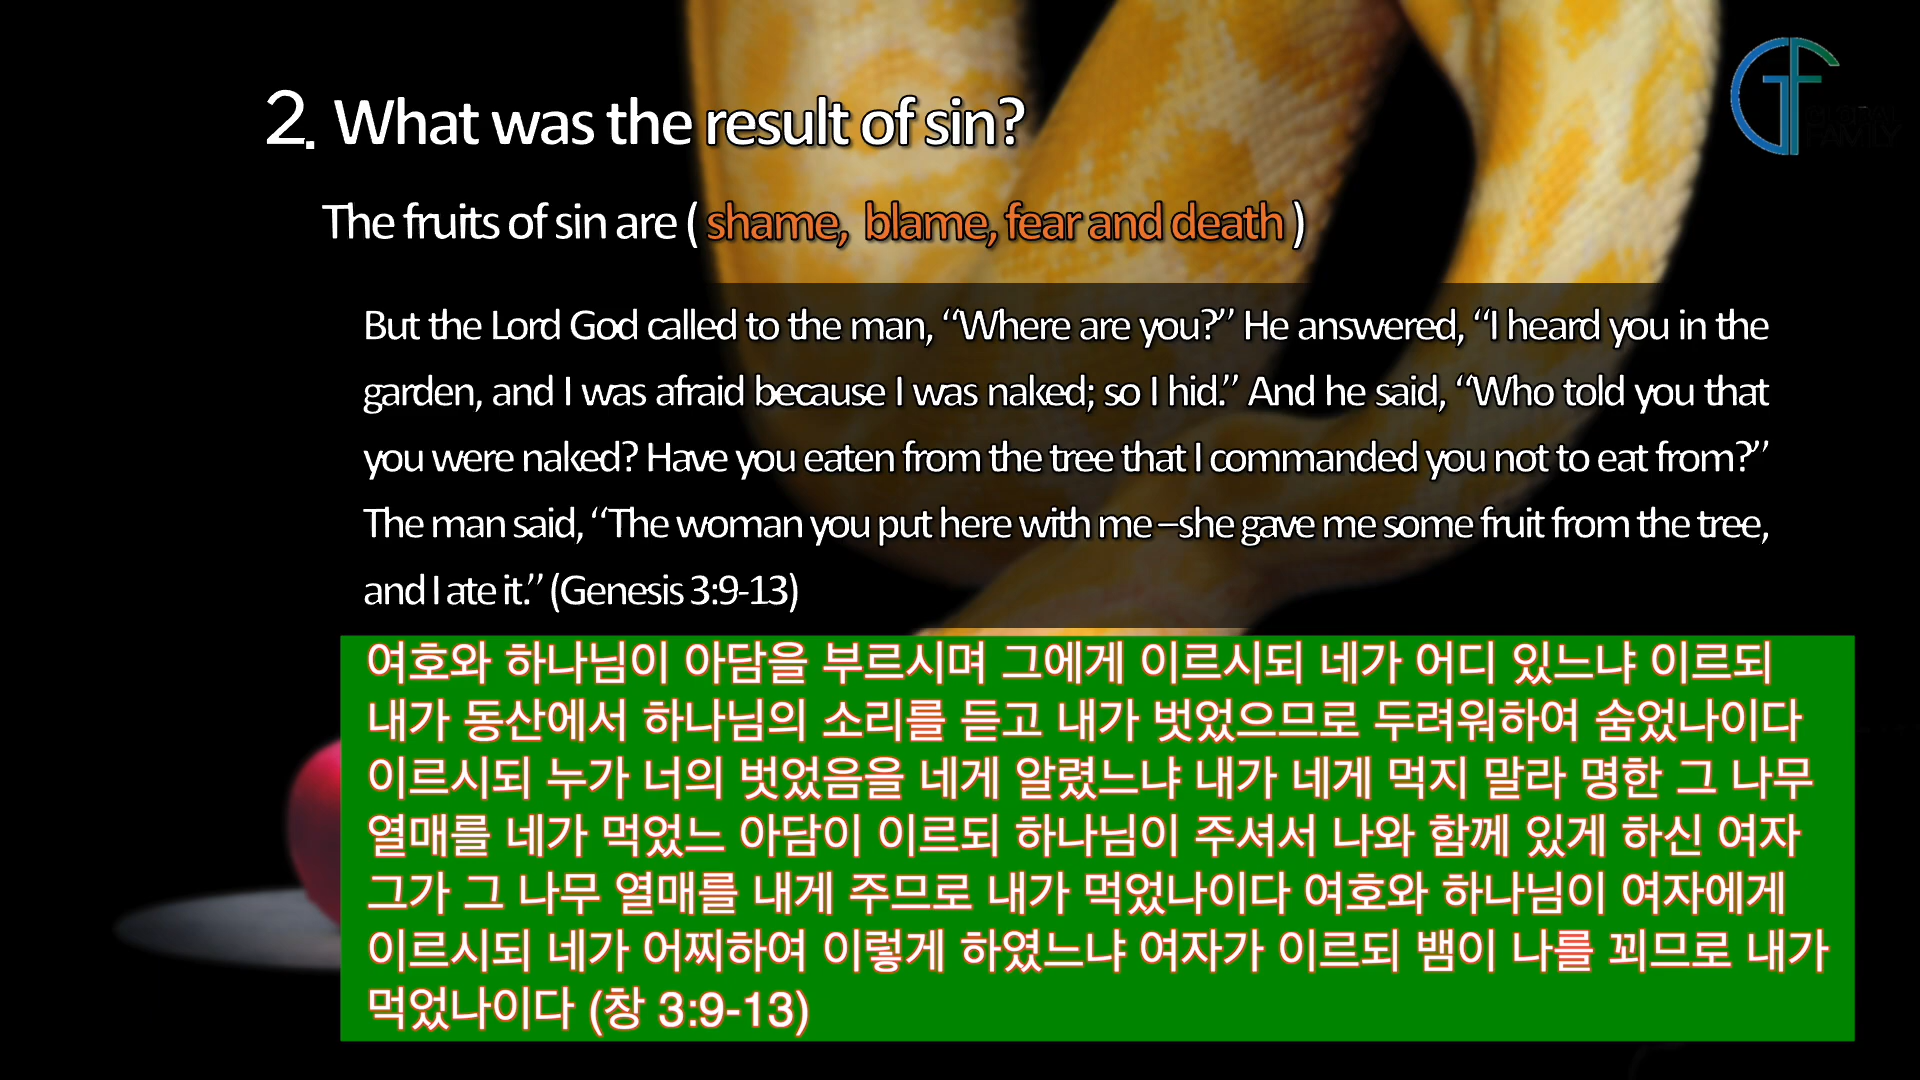 2. What was the result of sin?
The fruits of sin are ( shame, blame, fear and death )
But the Lord God called to the man, “Where are you?” He answered, “I heard you in the
garden, and I was afraid because I was naked; so I hid.” And he said, “Who told you that
you were naked? Have you eaten from the tree that I commanded you not to eat from?”
The man said, “The woman you put here with me –she gave me some fruit from the tree,
and I ate it.” (Genesis 3:9-13)
여호와 하나님이 아담을 부르시며 그에게 이르시되 네가 어디 있느냐 이르되
내가 동산에서 하나님의 소리를 듣고 내가 벗었으므로 두려워하여 숨었나이다
이르시되 누가 너의 벗었음을 네게 알렸느냐 내가 네게 먹지 말라 명한 그 나무
열매를 네가 먹었느 아담이 이르되 하나님이 주셔서 나와 함께 있게 하신 여자
그가 그 나무 열매를 내게 주므로 내가 먹었나이다 여호와 하나님이 여자에게
이르시되 네가 어찌하여 이렇게 하였느냐 여자가 이르되 뱀이 나를 꾀므로 내가
먹었나이다 (창 3:9-13)
GF
FAMILY